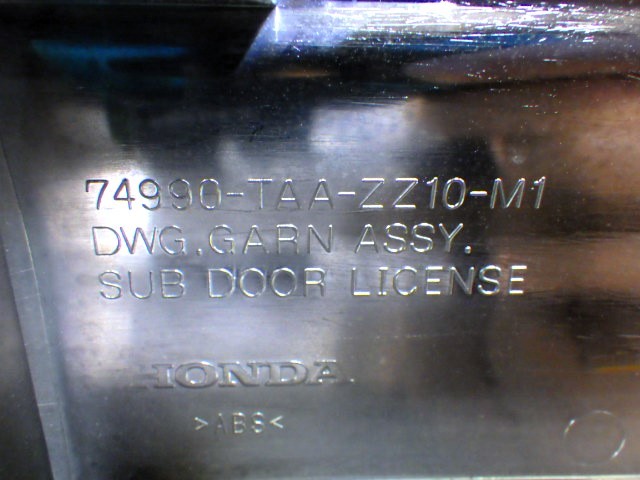 74990-TAA-ZZ10-M1
DWG.GARN ASSY.
SUB DOOR LICENSE
HONDA
>ABS<